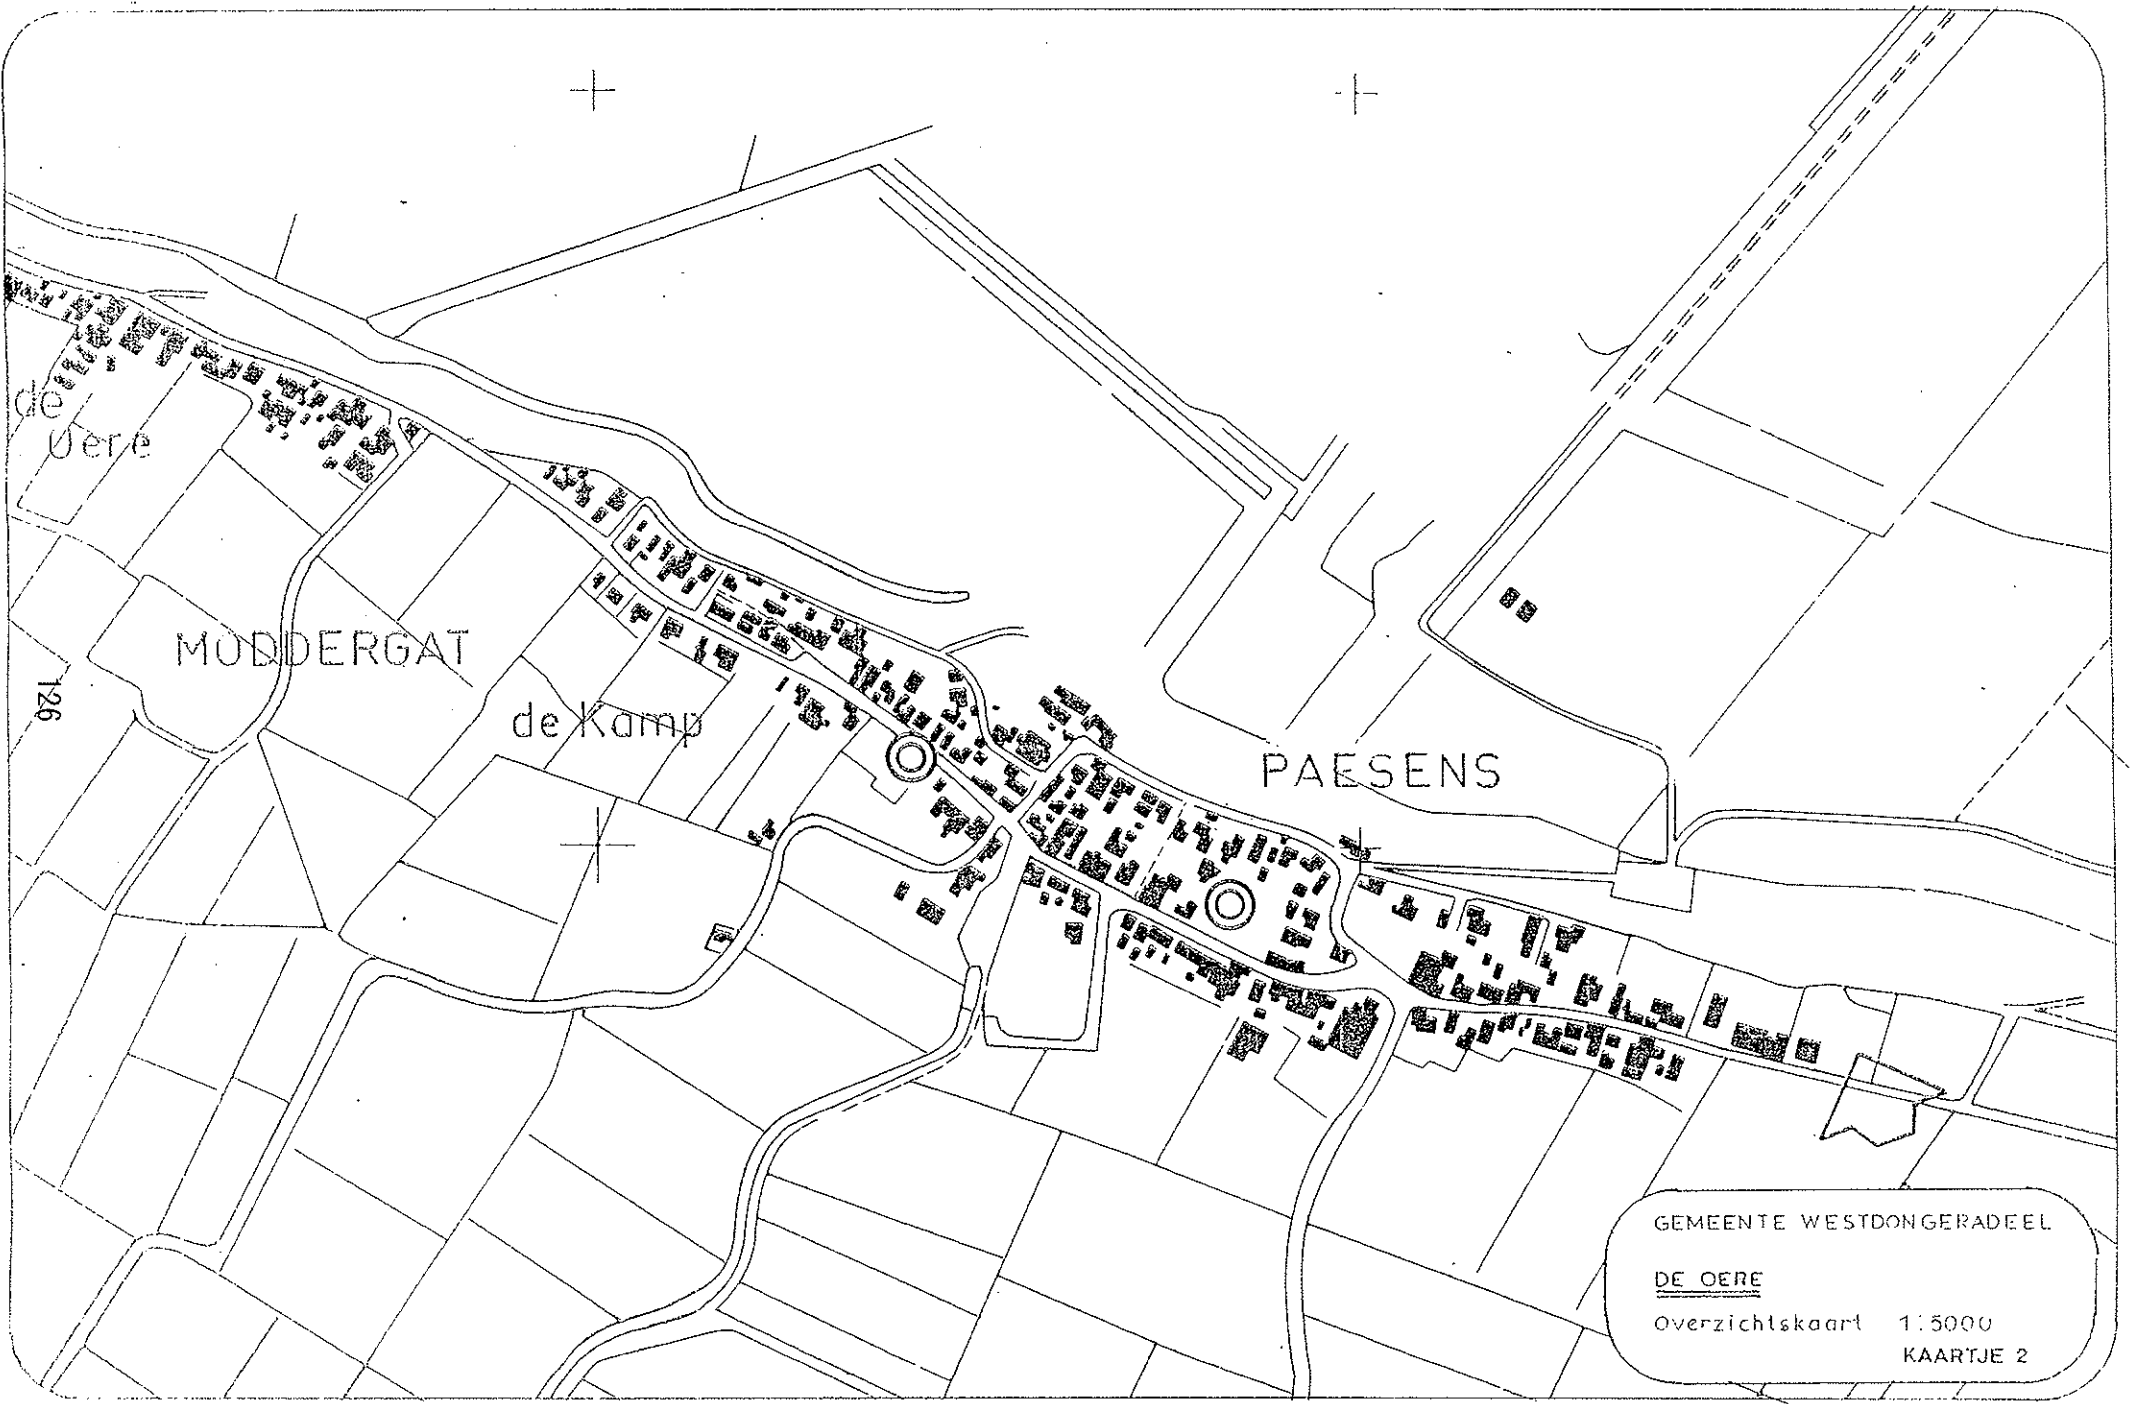 de
Oere
MODDERGAT
126
de Kamp
PAESENS
GEMEENTE WESTDONGERADEEL
DE OERE
Overzichtskaart 1:5000
KAARTJE 2